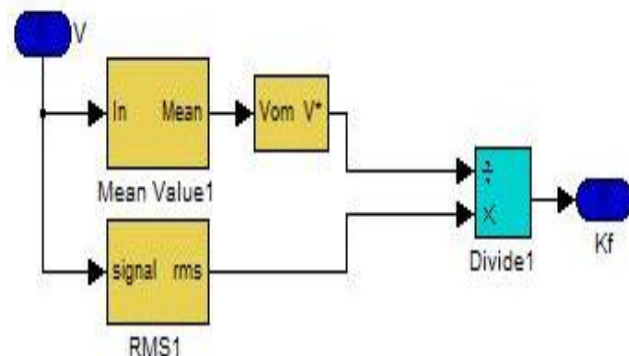 V
In Mean
Vom V*
Mean Value1
÷
×
Divide1
Kf
signal rms
RMS1